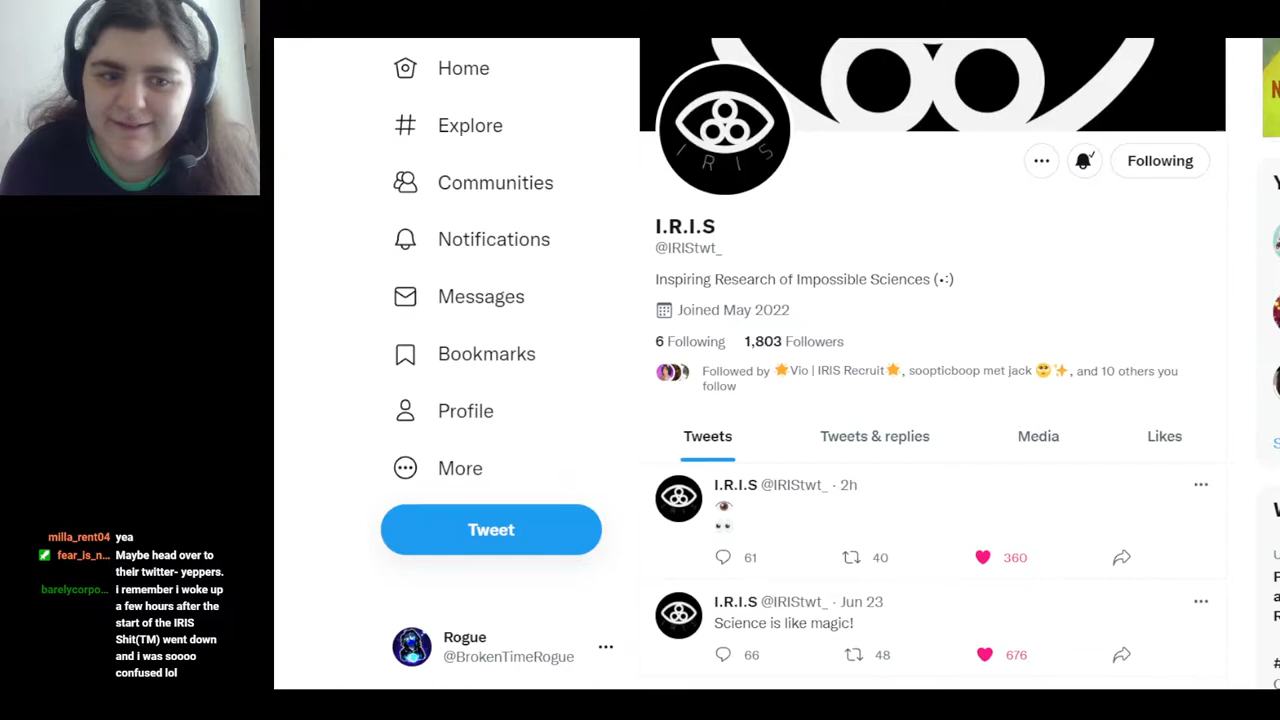 Home
Explore
Communities
Notifications
Messages
Bookmarks
Profile
More
Tweet
Rogue
@BrokenTimeRogue
IRIS
Following
I.R.I.S
@IRIStwt_
Inspiring Research of Impossible Sciences (•:)
Joined May 2022
6 Following 1,803 Followers
Followed by 🌟Vio | IRIS Recruit🌟, soopticboop met jack 🥺✨, and 10 others you
follow
Tweets Tweets & replies Media Likes
I.R.I.S @IRIStwt_ · 2h
👁️
👀
61 40 360
I.R.I.S @IRIStwt_ · Jun 23
Science is like magic!
66 48 676
milla_rent04 yea
fear_is_n... Maybe head over to
their twitter- yeppers.
barelycorpo... I remember i woke up
a few hours after the
start of the IRIS
Shit(TM) went down
and i was soooo
confused lol